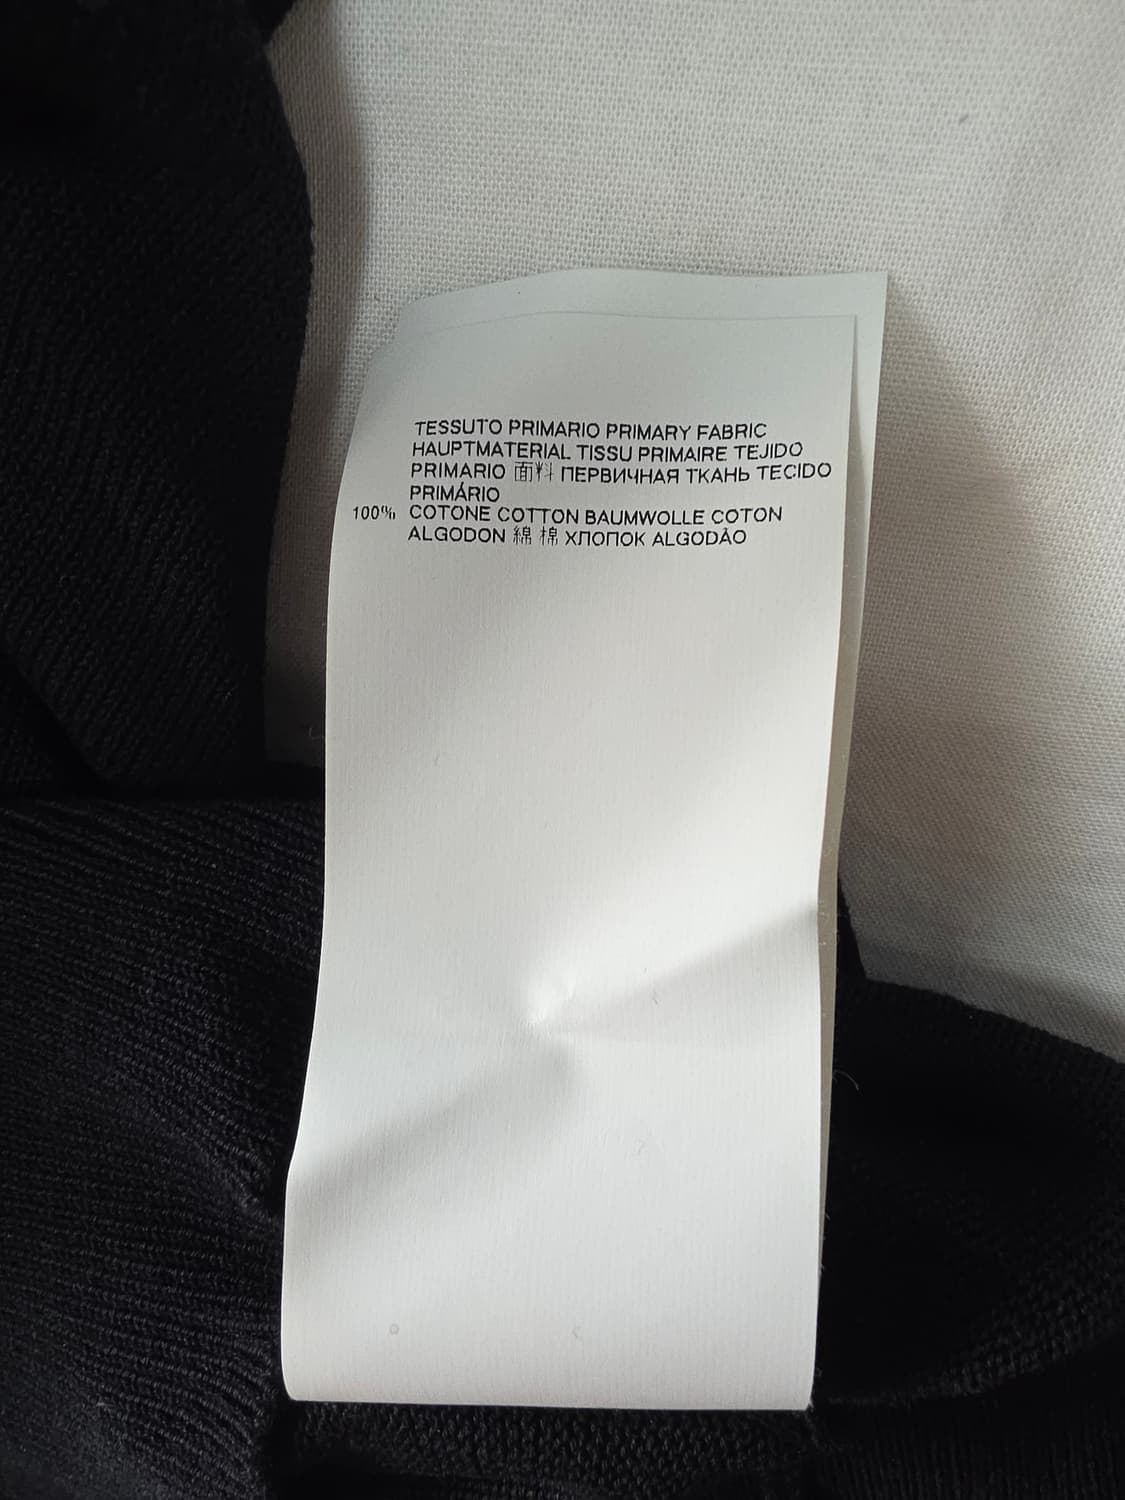 TESSUTO PRIMARIO PRIMARY FABRIC
HAUPTMATERIAL TISSU PRIMAIRE TEJIDO
PRIMARIO 面料 ПЕРВИЧНАЯ ТКАНЬ TECIDO
PRIMÁRIO
100% COTONE COTTON BAUMWOLLE COTON
ALGODON 綿 棉 ХЛОПОК ALGODÃO